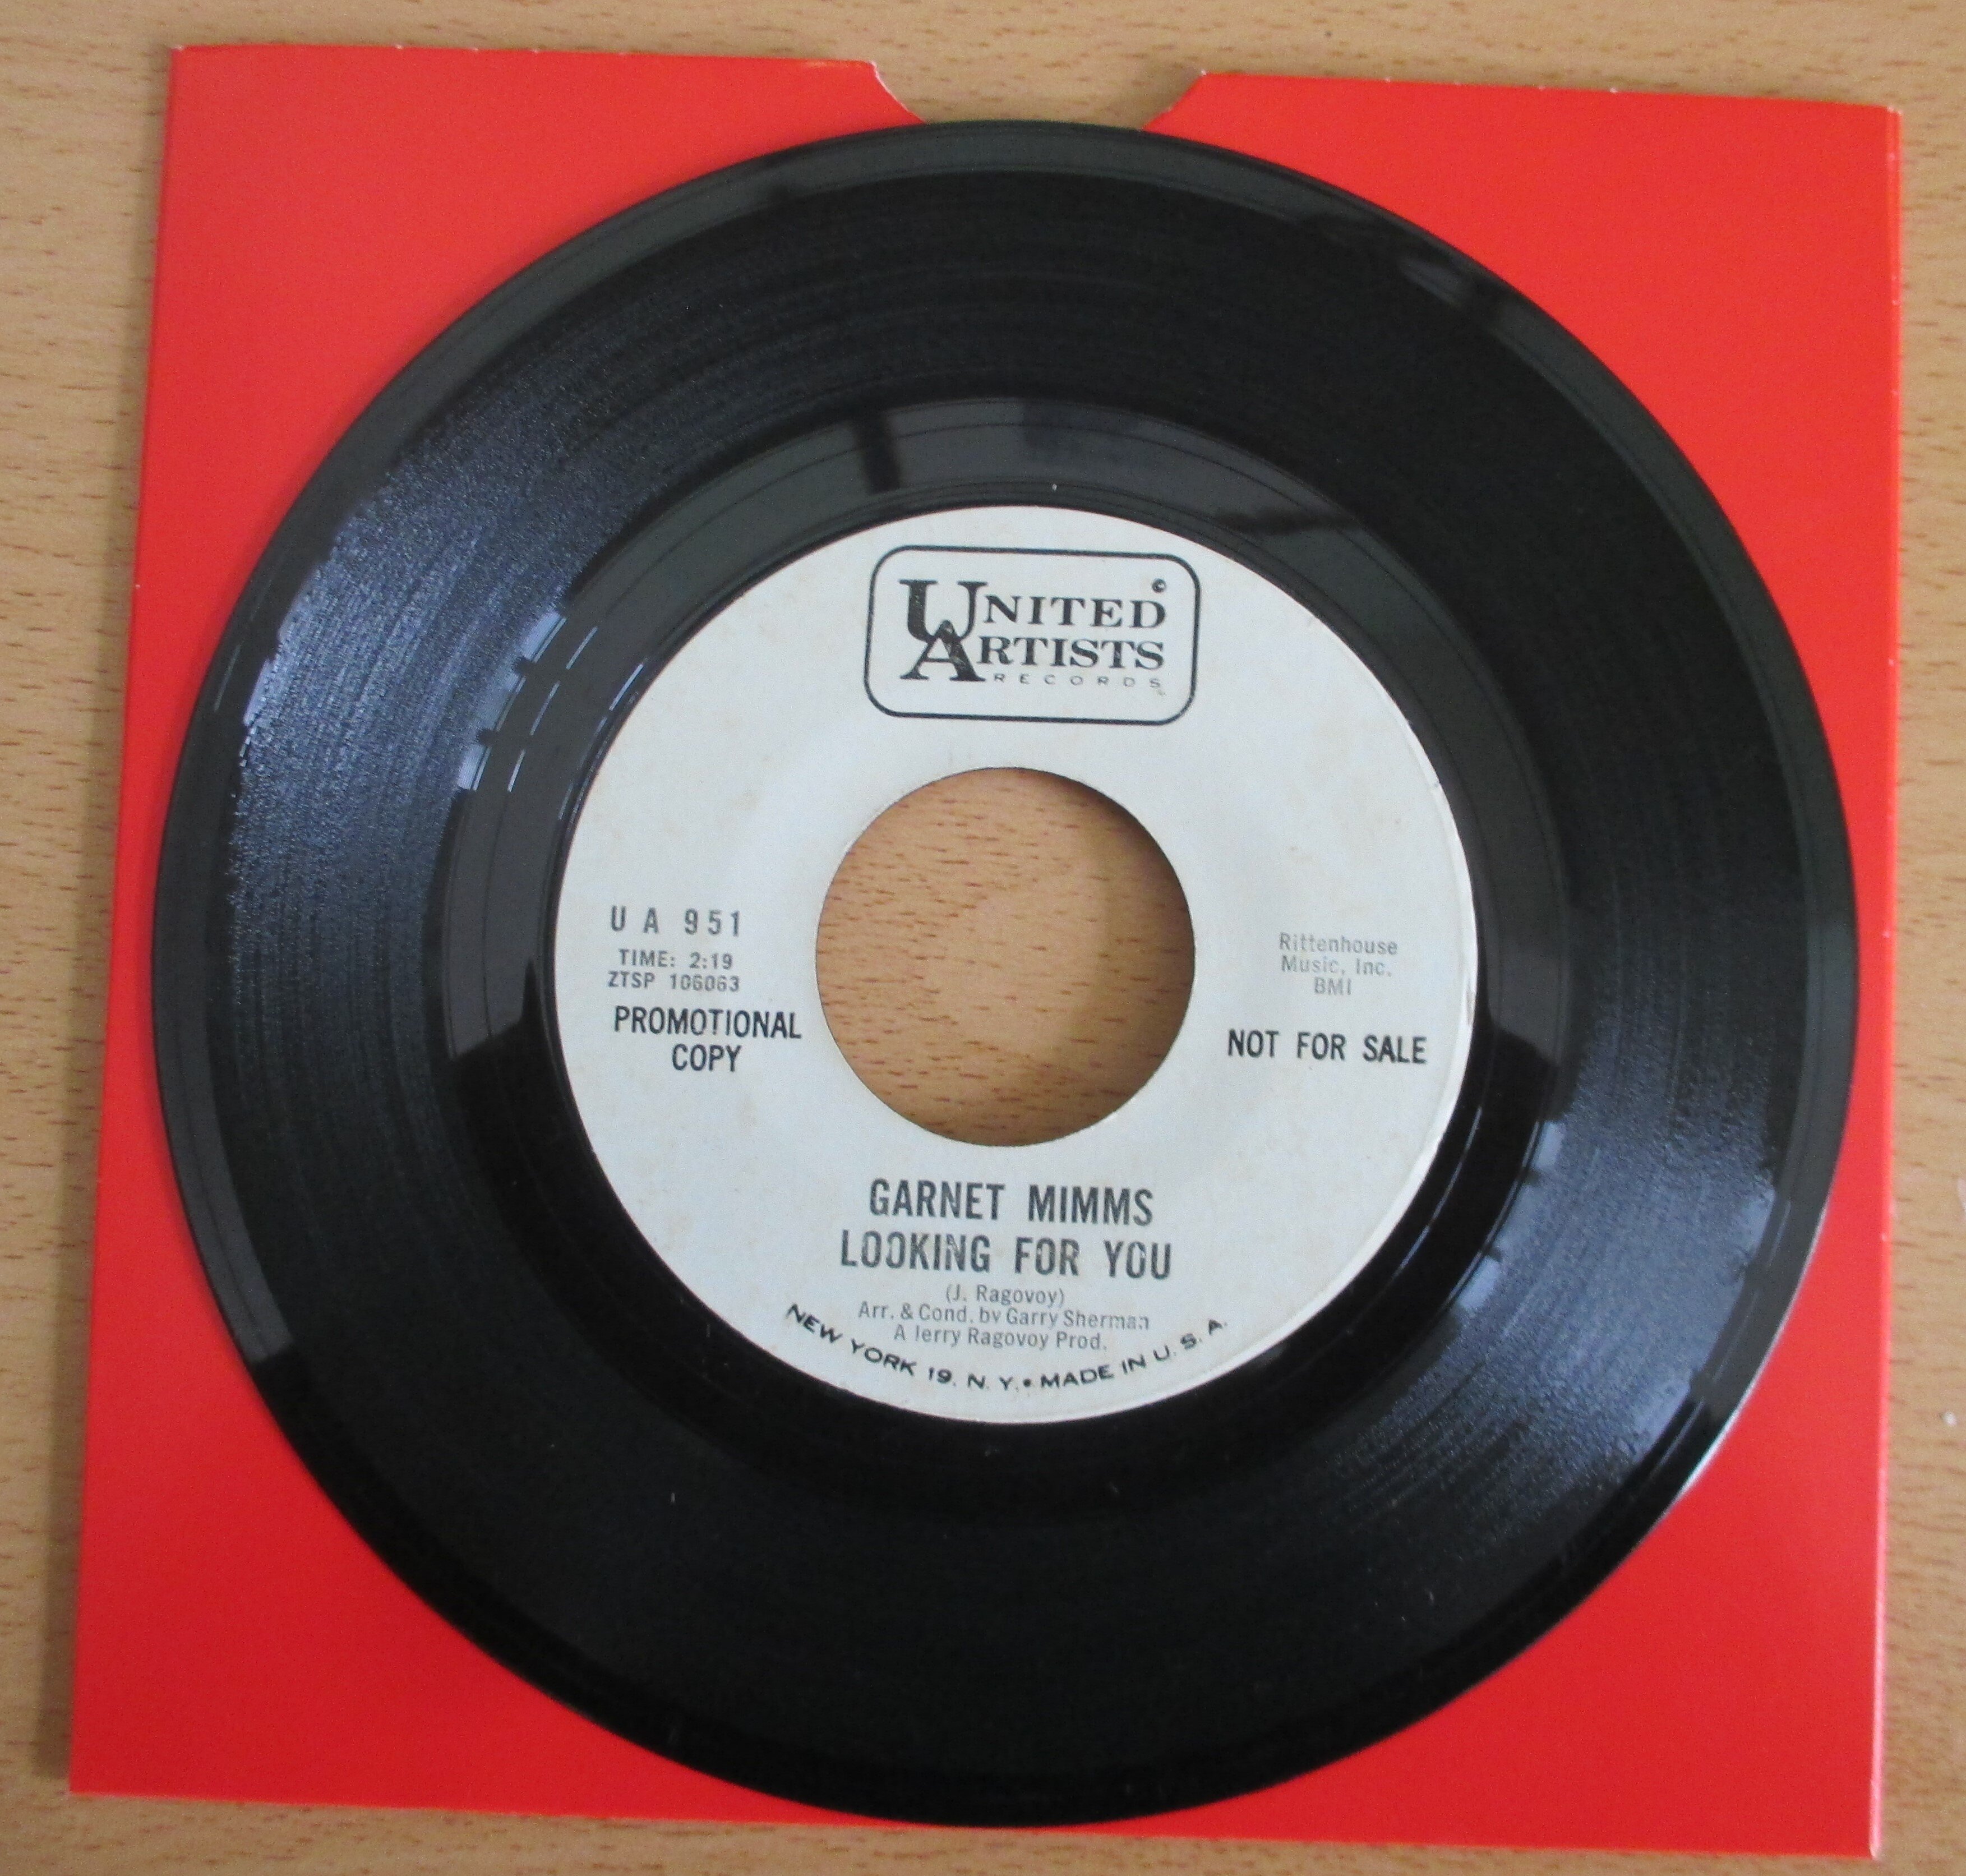 UNITED
ARTISTS
RECORDS
UA 951
TIME: 2:19
ZTSP 106063
PROMOTIONAL
COPY
Rittenhouse
Music, Inc.
BMI
NOT FOR SALE
GARNET MIMMS
LOOKING FOR YOU
(J. Ragovoy)
Arr. & Cond. by Garry Sherman
A Jerry Ragovoy Prod.
NEW YORK 19, N. Y. • MADE IN U. S. A.